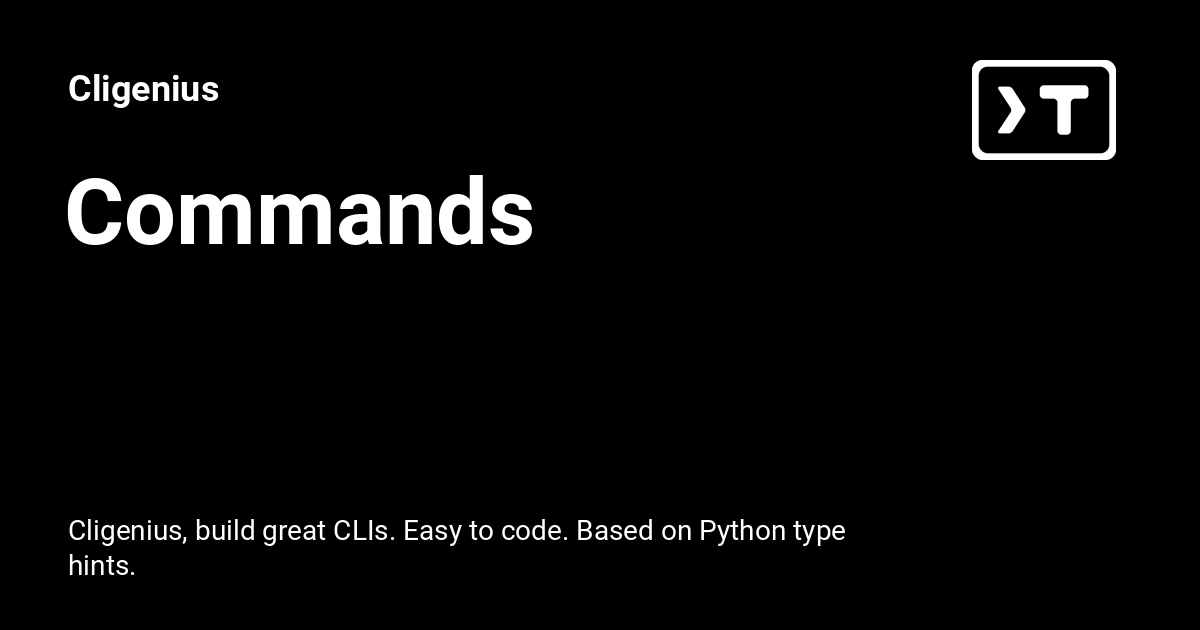 Cligenius
❯T
Commands
Cligenius, build great CLIs. Easy to code. Based on Python type
hints.